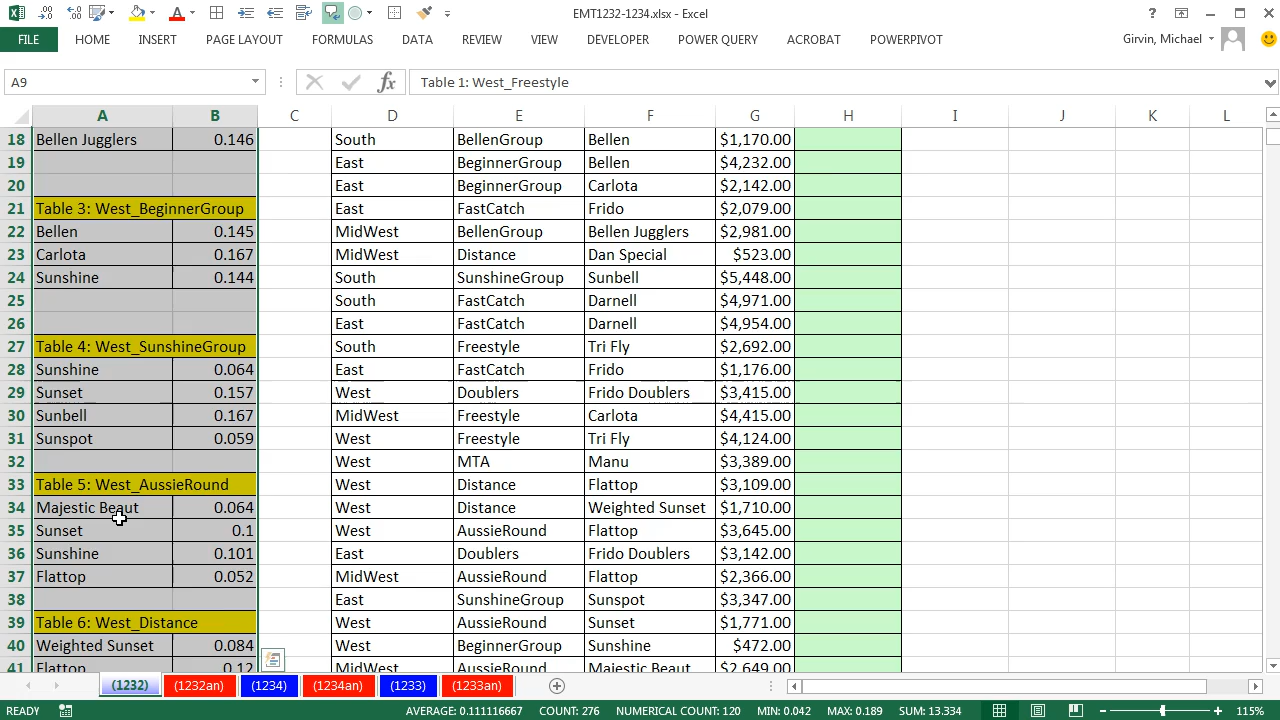 EMT1232-1234.xlsx - Excel
FILE HOME INSERT PAGE LAYOUT FORMULAS DATA REVIEW VIEW DEVELOPER POWER QUERY ACROBAT POWERPIVOT Girvin, Michael
A9 fx Table 1: West_Freestyle
A B C D E F G H I J K L
18 Bellen Jugglers 0.146 South BellenGroup Bellen $1,170.00
19 East BeginnerGroup Bellen $4,232.00
20 East BeginnerGroup Carlota $2,142.00
21 Table 3: West_BeginnerGroup East FastCatch Frido $2,079.00
22 Bellen 0.145 MidWest BellenGroup Bellen Jugglers $2,981.00
23 Carlota 0.167 MidWest Distance Dan Special $523.00
24 Sunshine 0.144 South SunshineGroup Sunbell $5,448.00
25 South FastCatch Darnell $4,971.00
26 East FastCatch Darnell $4,954.00
27 Table 4: West_SunshineGroup South Freestyle Tri Fly $2,692.00
28 Sunshine 0.064 East FastCatch Frido $1,176.00
29 Sunset 0.157 West Doublers Frido Doublers $3,415.00
30 Sunbell 0.167 MidWest Freestyle Carlota $4,415.00
31 Sunspot 0.059 West Freestyle Tri Fly $4,124.00
32 West MTA Manu $3,389.00
33 Table 5: West_AussieRound West Distance Flattop $3,109.00
34 Majestic Beaut 0.064 West Distance Weighted Sunset $1,710.00
35 Sunset 0.1 West AussieRound Flattop $3,645.00
36 Sunshine 0.101 East Doublers Frido Doublers $3,142.00
37 Flattop 0.052 MidWest AussieRound Flattop $2,366.00
38 East SunshineGroup Sunspot $3,347.00
39 Table 6: West_Distance West AussieRound Sunset $1,771.00
40 Weighted Sunset 0.084 West BeginnerGroup Sunshine $472.00
41 Flattop 0.12 MidWest AussieRound Majestic Beaut $2,649.00
(1232) (1232an) (1234) (1234an) (1233) (1233an)
READY AVERAGE: 0.111116667 COUNT: 276 NUMERICAL COUNT: 120 MIN: 0.042 MAX: 0.189 SUM: 13.334 115%